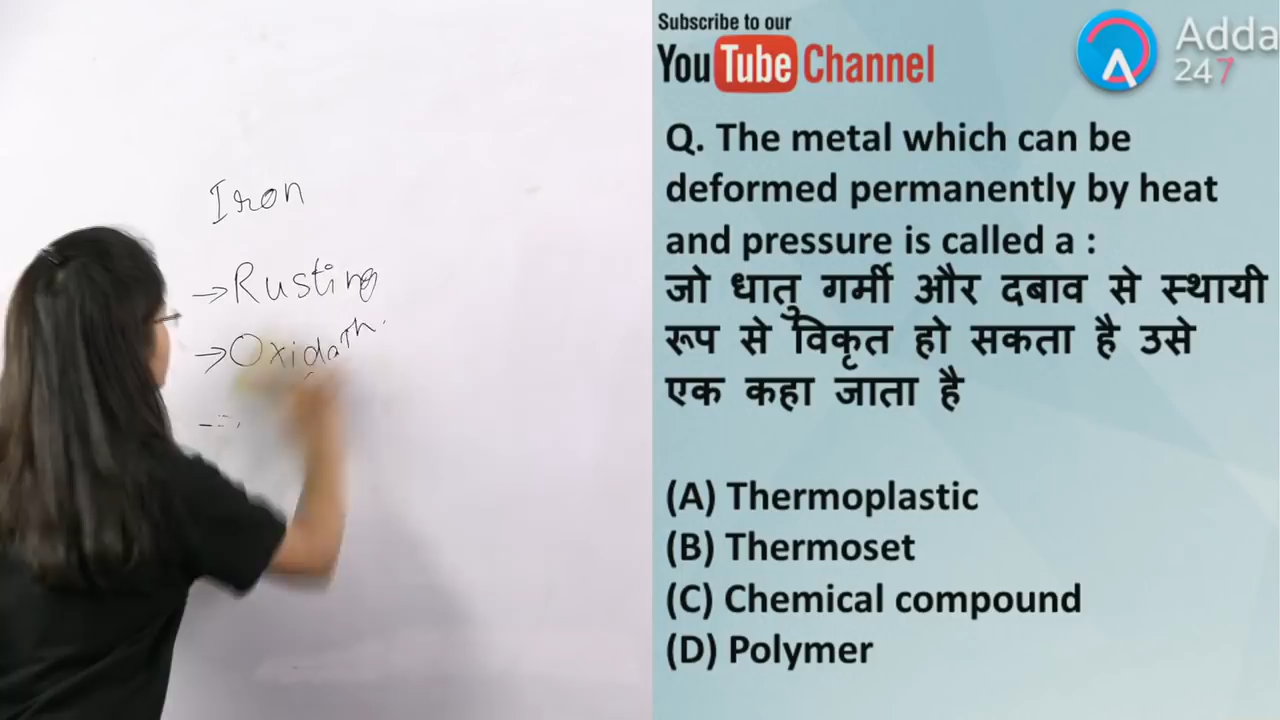 Iron
→Rusting
Subscribe to our
YouTube Channel
Adda
247
Q. The metal which can be
deformed permanently by heat
and pressure is called a :
जो धातु गर्मी और दबाव से स्थायी
रूप से विकृत हो सकता है उसे
एक कहा जाता है
(A) Thermoplastic
(B) Thermoset
(C) Chemical compound
(D) Polymer